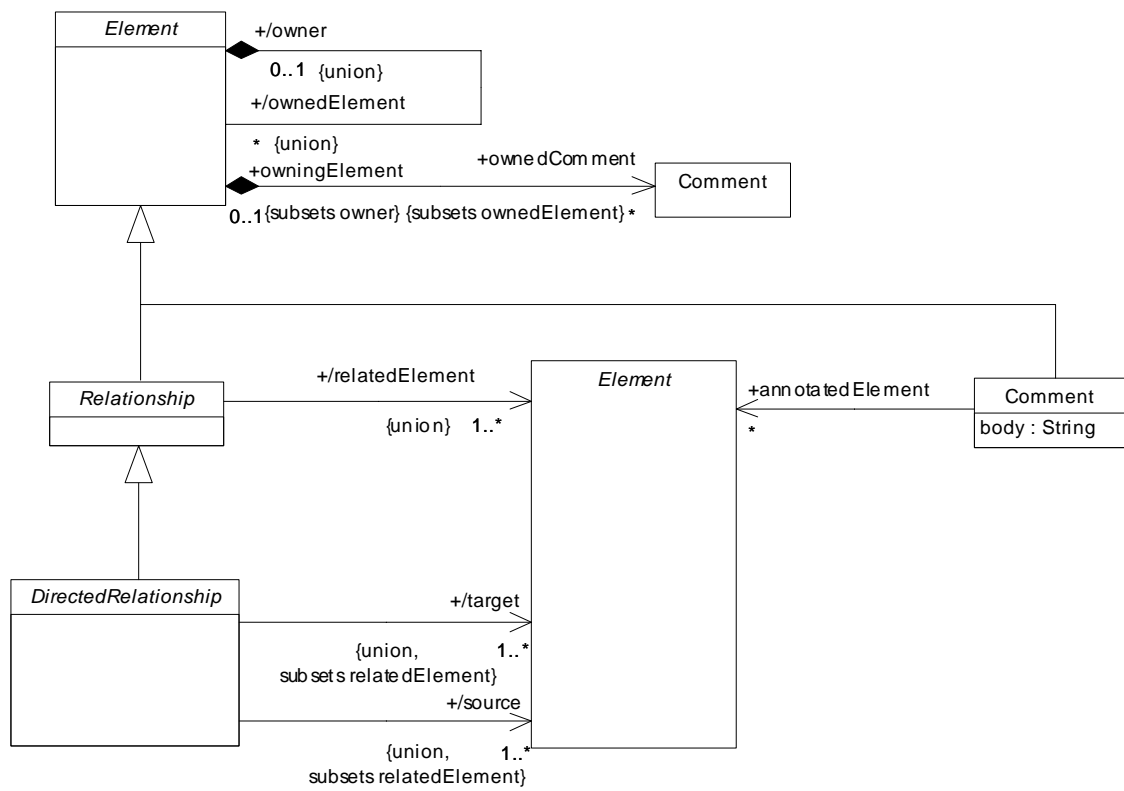 Element
+/owner
0..1 {union}
+/ownedElement
* {union}
+owningElement
+ownedComment
Comment
0..1 {subsets owner} {subsets ownedElement} *
Relationship
+/relatedElement
{union} 1..*
Element
+annotatedElement
*
Comment
body : String
DirectedRelationship
+/target
{union, 1..*
subsets relatedElement}
+/source
{union, 1..*
subsets relatedElement}